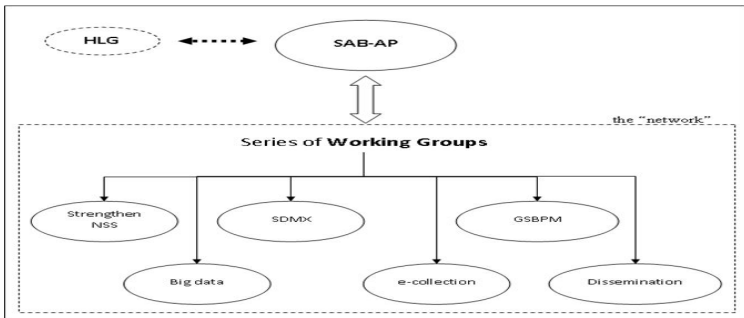 HLG
SAB-AP
the "network"
Series of Working Groups
Strengthen
NSS
SDMX
GSBPM
Big data
e-collection
Dissemination